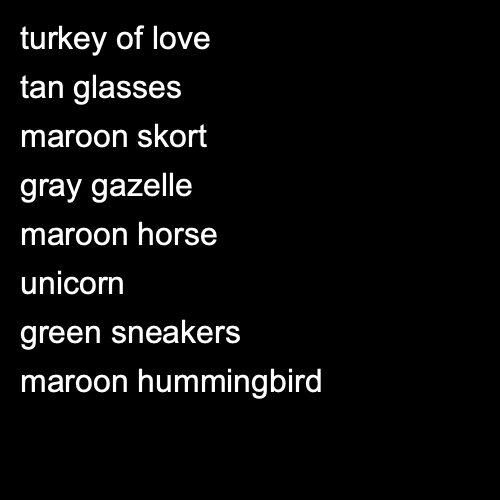 turkey of love
tan glasses
maroon skort
gray gazelle
maroon horse
unicorn
green sneakers
maroon hummingbird